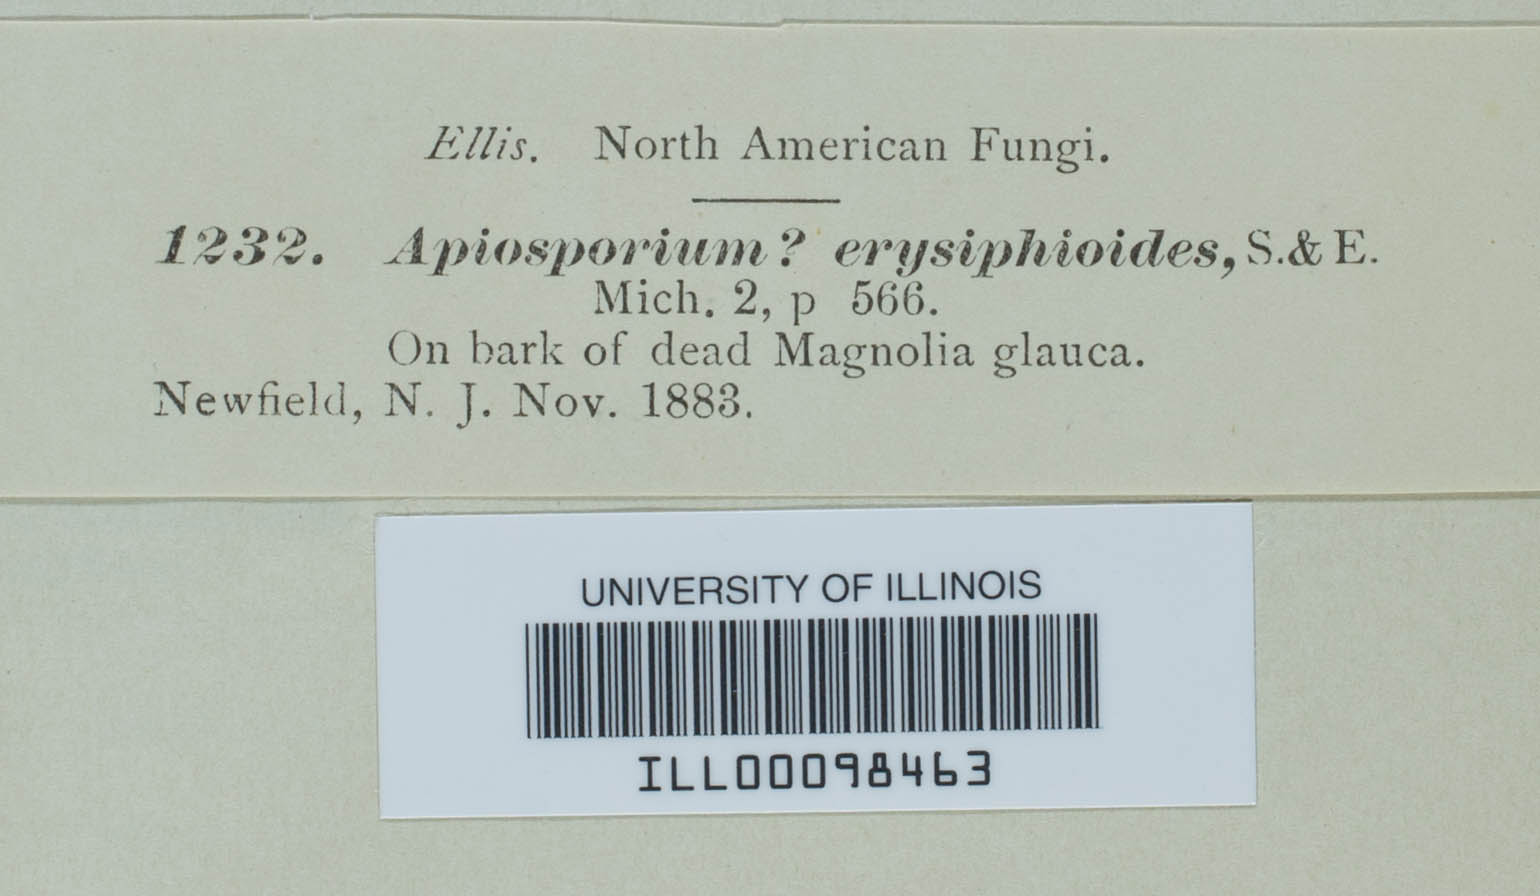 Ellis. North American Fungi.
1232. Apiosporium? erysiphioides, S. & E.
Mich. 2, p 566.
On bark of dead Magnolia glauca.
Newfield, N. J. Nov. 1883.
UNIVERSITY OF ILLINOIS
ILL00098463